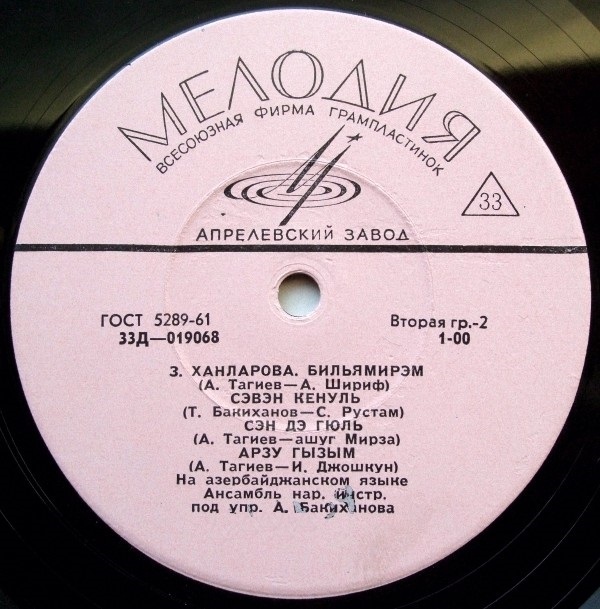 МЕЛОДИЯ
ВСЕСОЮЗНАЯ ФИРМА ГРАМПЛАСТИНОК
33
АПРЕЛЕВСКИЙ ЗАВОД
ГОСТ 5289-61 Вторая гр.-2
33Д—019068 1-00
З. ХАНЛАРОВА. БИЛЬЯМИРЭМ
(А. Тагиев—А. Шириф)
СЭВЭН КЕНУЛЬ
(Т. Бакиханов—С. Рустам)
СЭН ДЭ ГЮЛЬ
(А. Тагиев—ашуг Мирза)
АРЗУ ГЫЗЫМ
(А. Тагиев—И. Джошкун)
На азербайджанском языке
Ансамбль нар. инстр.
под упр. А. Бакиханова